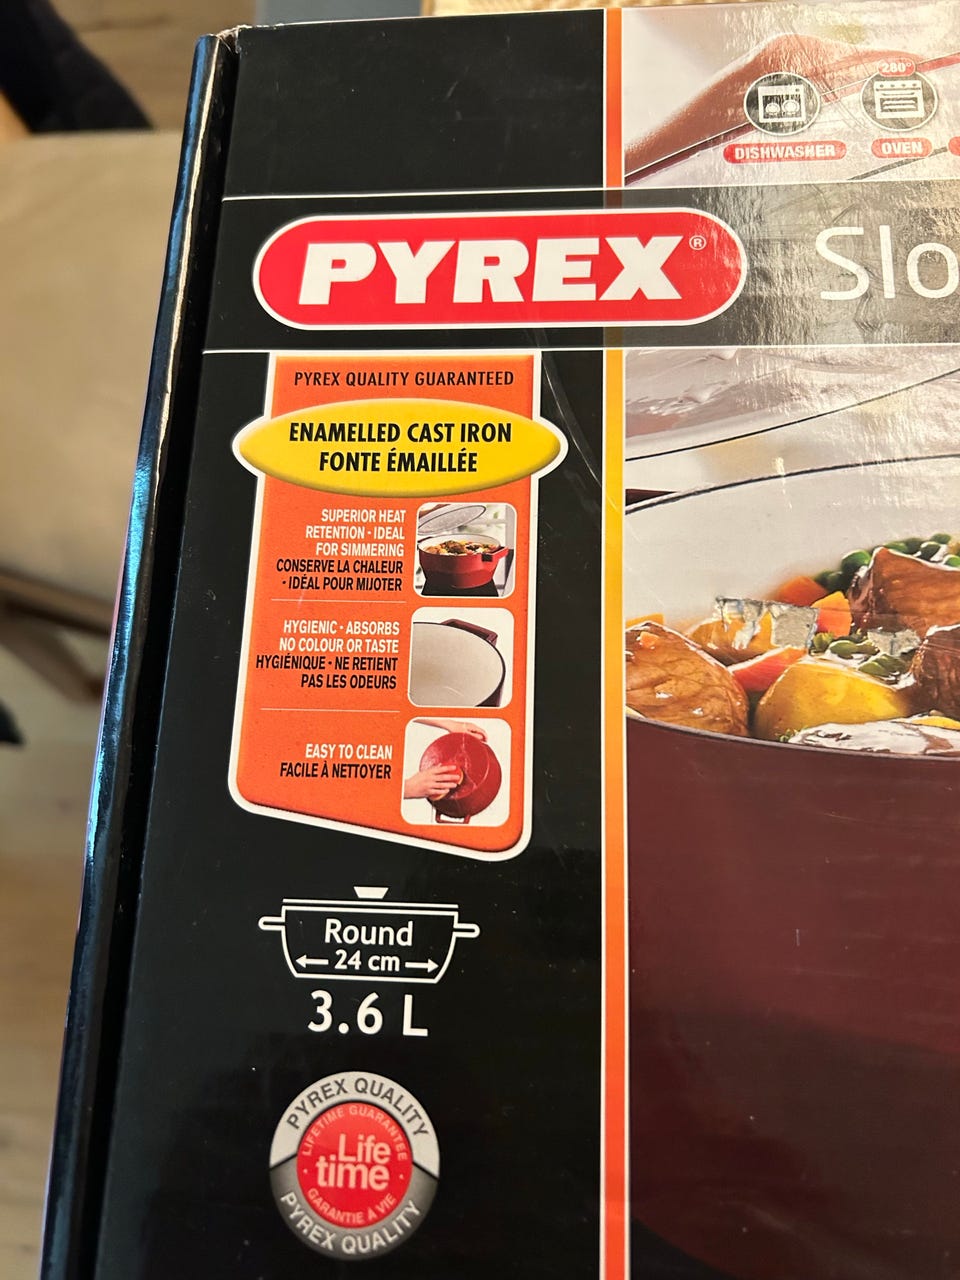 280°
DISHWASHER
OVEN
PYREX®
Slo
PYREX QUALITY GUARANTEED
ENAMELLED CAST IRON
FONTE ÉMAILLÉE
SUPERIOR HEAT
RETENTION - IDEAL
FOR SIMMERING
CONSERVE LA CHALEUR
- IDÉAL POUR MIJOTER
HYGIENIC - ABSORBS
NO COLOUR OR TASTE
HYGIÉNIQUE - NE RETIENT
PAS LES ODEURS
EASY TO CLEAN
FACILE À NETTOYER
Round
24 cm
3.6 L
PYREX QUALITY
LIFETIME GUARANTEE
Life
time
GARANTIE À VIE
PYREX QUALITY